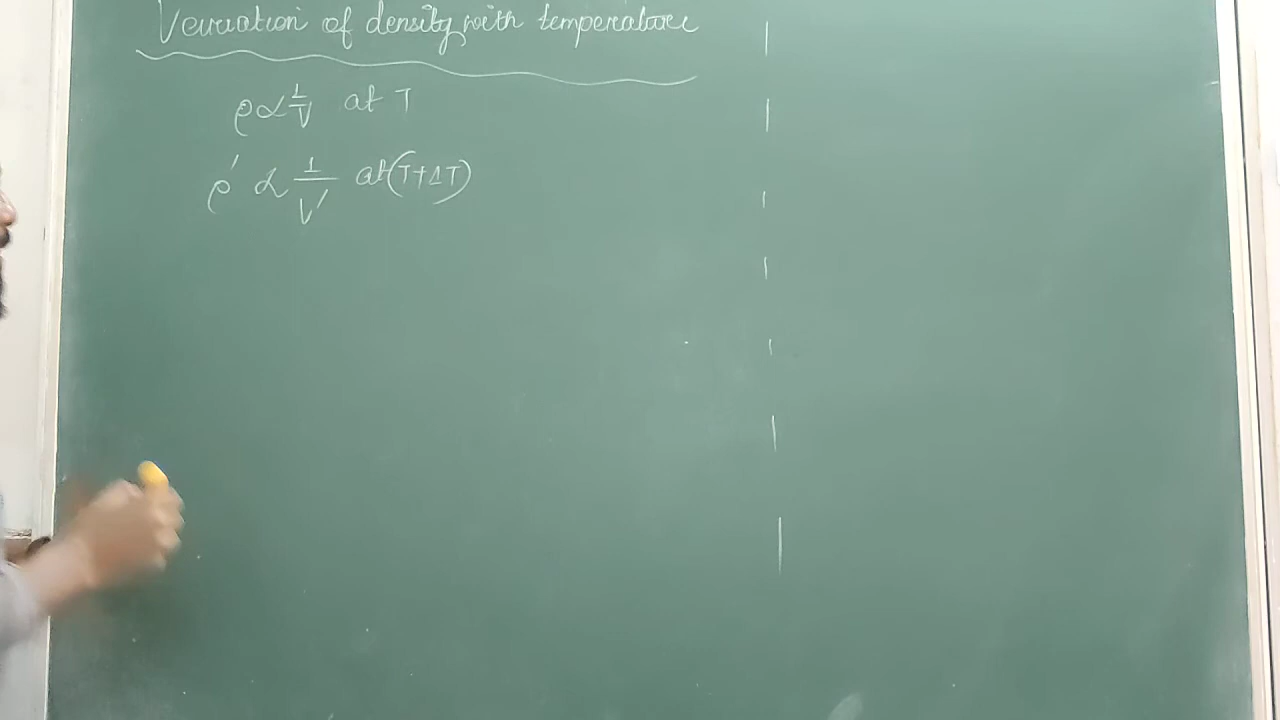 Variation of density with temperature
ρ ∝ 1/V at T
ρ' ∝ 1/V' at (T+ΔT)